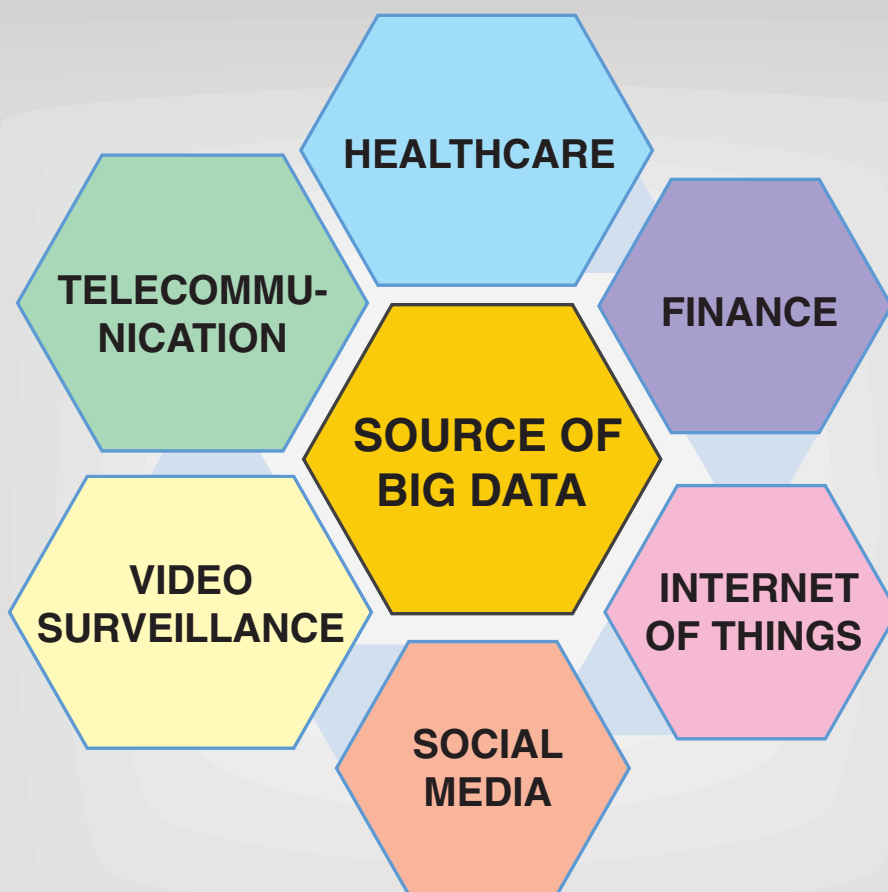 HEALTHCARE
TELECOMMU-
NICATION
FINANCE
SOURCE OF
BIG DATA
VIDEO
SURVEILLANCE
INTERNET
OF THINGS
SOCIAL
MEDIA